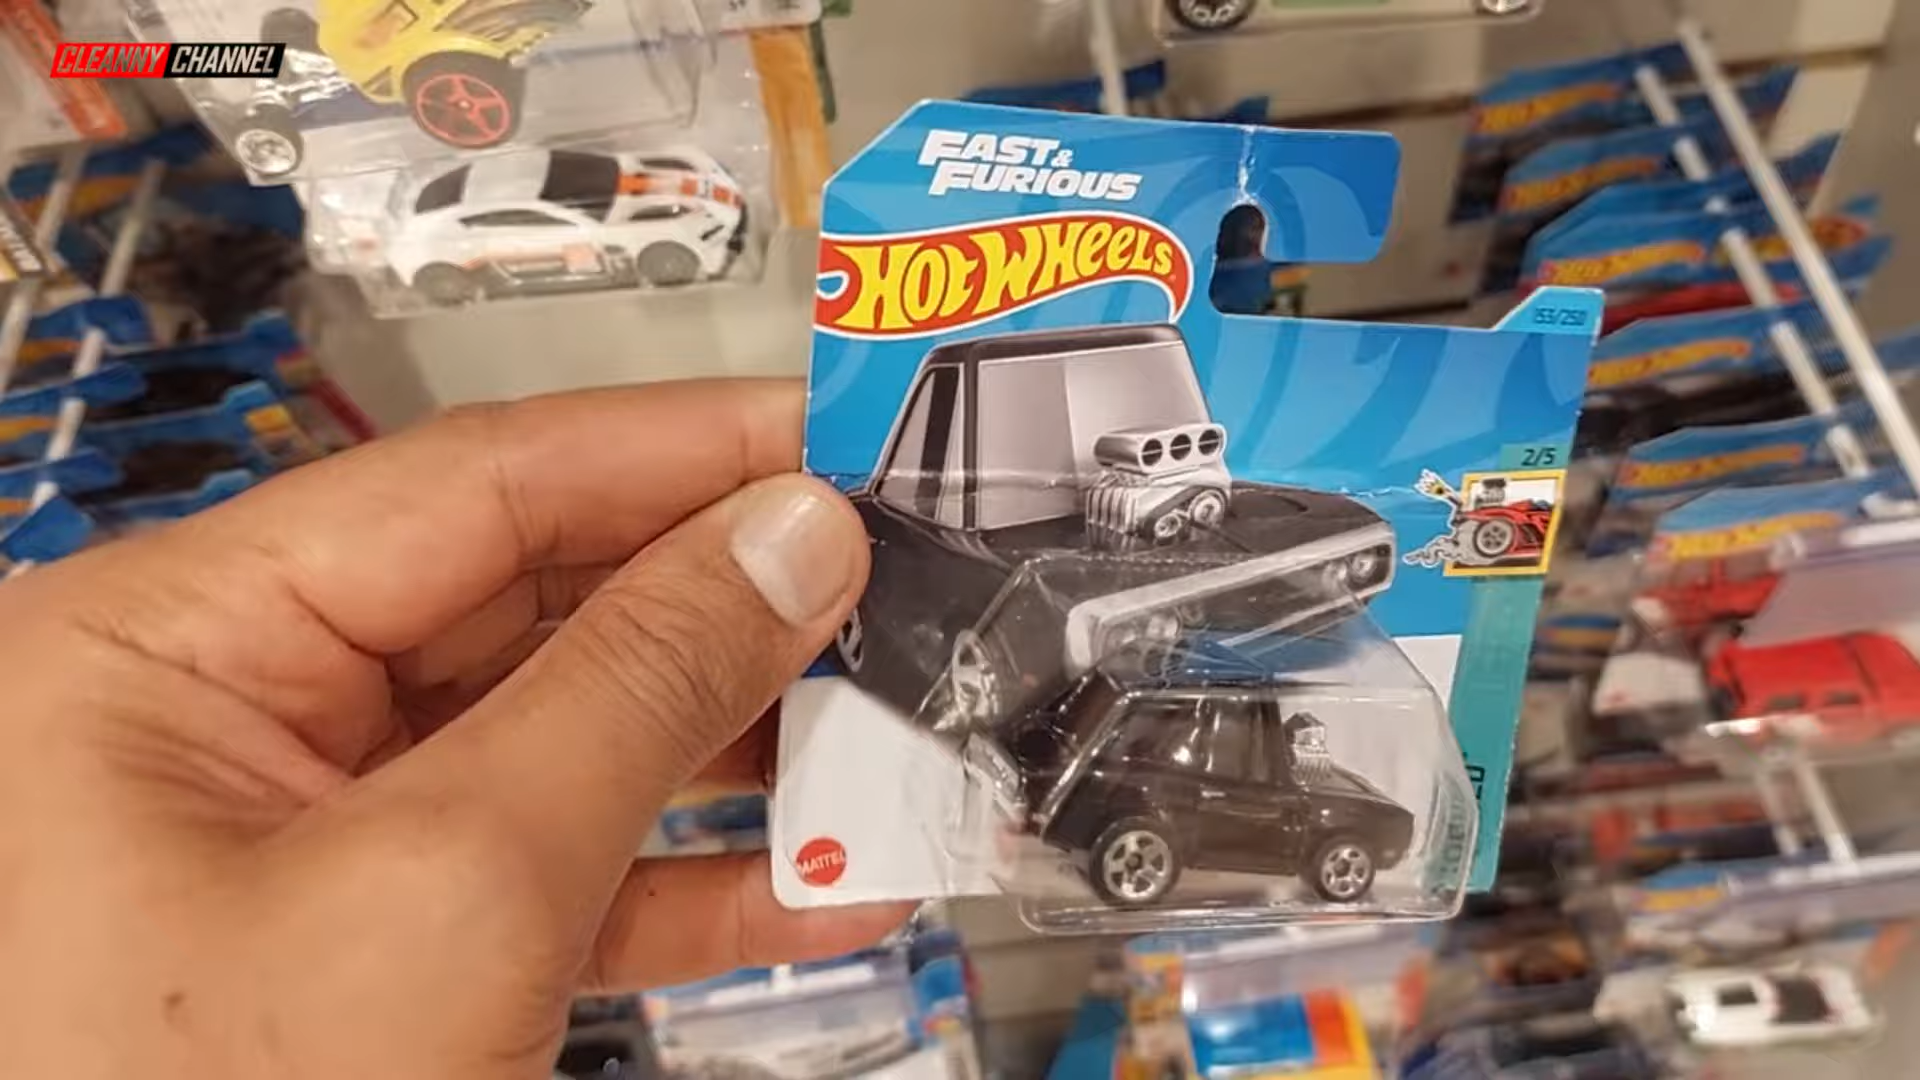 CLEANNY CHANNEL
FAST &
FURIOUS
HOT WHEELS
153/250
2/5
MATTEL